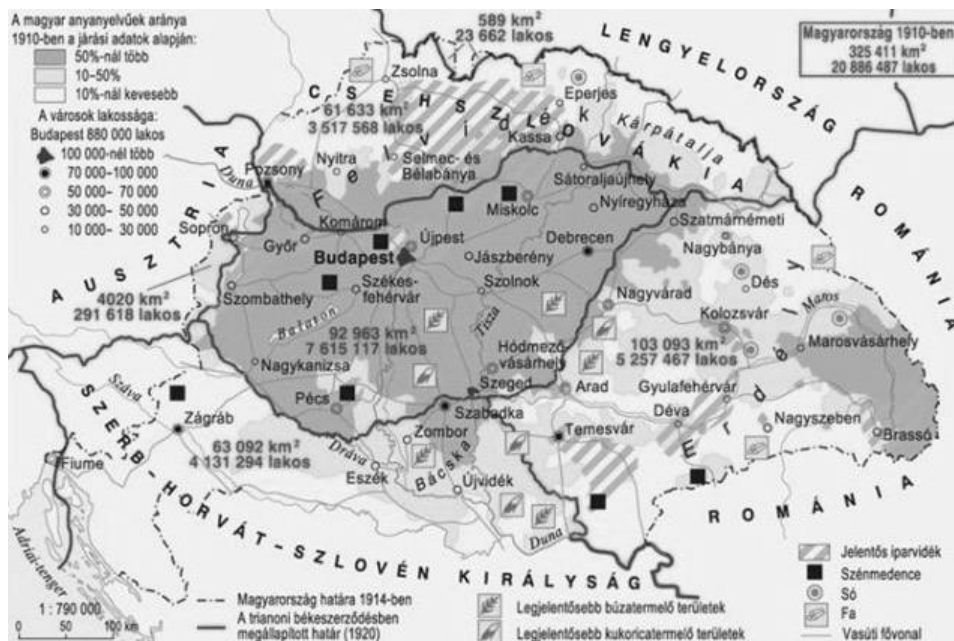 A magyar anyanyelvűek aránya
1910-ben a járási adatok alapján:
50%-nál több
10–50%
10%-nál kevesebb
A városok lakossága:
Budapest 880 000 lakos
100 000-nél több
70 000–100 000
50 000– 70 000
30 000– 50 000
10 000– 30 000
589 km²
23 662 lakos
LENGYELORSZÁG
Magyarország 1910-ben
325 411 km²
20 886 487 lakos
Zsolna
CSEHSZLOVÁKIA
61 633 km²
3 517 568 lakos
Felvidék
Eperjes
Kassa
Kárpátalja
Nyitra
Selmec- és
Bélabánya
Pozsony
Duna
AUSZTRIA
Sátoraljaújhely
Miskolc
Nyíregyháza
Komárom
Sopron
Győr
Újpest
Budapest
Jászberény
Debrecen
Szatmárnémeti
Nagybánya
ROMÁNIA
4020 km²
291 618 lakos
Szombathely
Székes-
fehérvár
Szolnok
Balaton
Tisza
Nagyvárad
Dés
Kolozsvár
Maros
Marosvásárhely
92 963 km²
7 615 117 lakos
103 093 km²
5 257 467 lakos
Erdély
Nagykanizsa
Hódmező-
vásárhely
Szeged
Arad
Gyulafehérvár
Pécs
Szabadka
Déva
Nagyszeben
Brassó
Száva
Zágráb
63 092 km²
4 131 294 lakos
Dráva
Zombor
Temesvár
Fiume
Eszék
Bácska
Újvidék
Duna
ROMÁNIA
SZERB-HORVÁT-SZLOVÉN KIRÁLYSÁG
Adriai-tenger
1 : 790 000
0 50 100 km
Magyarország határa 1914-ben
A trianoni békeszerződésben
megállapított határ (1920)
Legjelentősebb búzatermelő területek
Legjelentősebb kukoricatermelő területek
Jelentős iparvidék
Szénmedence
Só
Fa
Vasúti fővonal